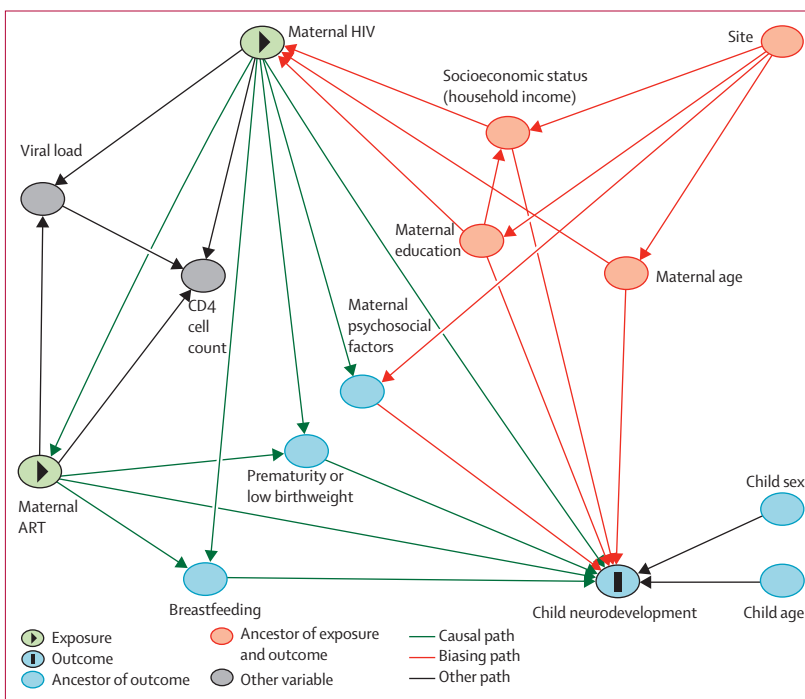 Maternal HIV
Site
Socioeconomic status
(household income)
Viral load
Maternal
education
Maternal age
CD4
cell
count
Maternal
psychosocial
factors
Prematurity or
low birthweight
Maternal
ART
Child sex
Breastfeeding
Child neurodevelopment
Child age
Exposure
Outcome
Ancestor of outcome
Ancestor of exposure
and outcome
Other variable
Causal path
Biasing path
Other path